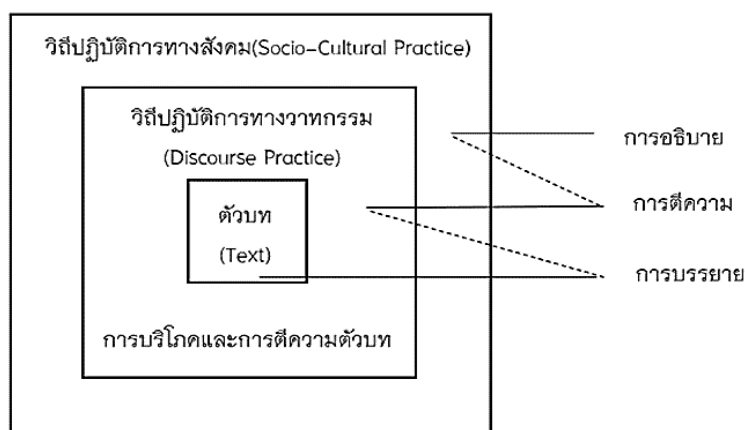 วิถีปฏิบัติการทางสังคม(Socio-Cultural Practice)
วิถีปฏิบัติการทางวาทกรรม
(Discourse Practice)
ตัวบท
(Text)
การบริโภคและการตีความตัวบท
การอธิบาย
การตีความ
การบรรยาย